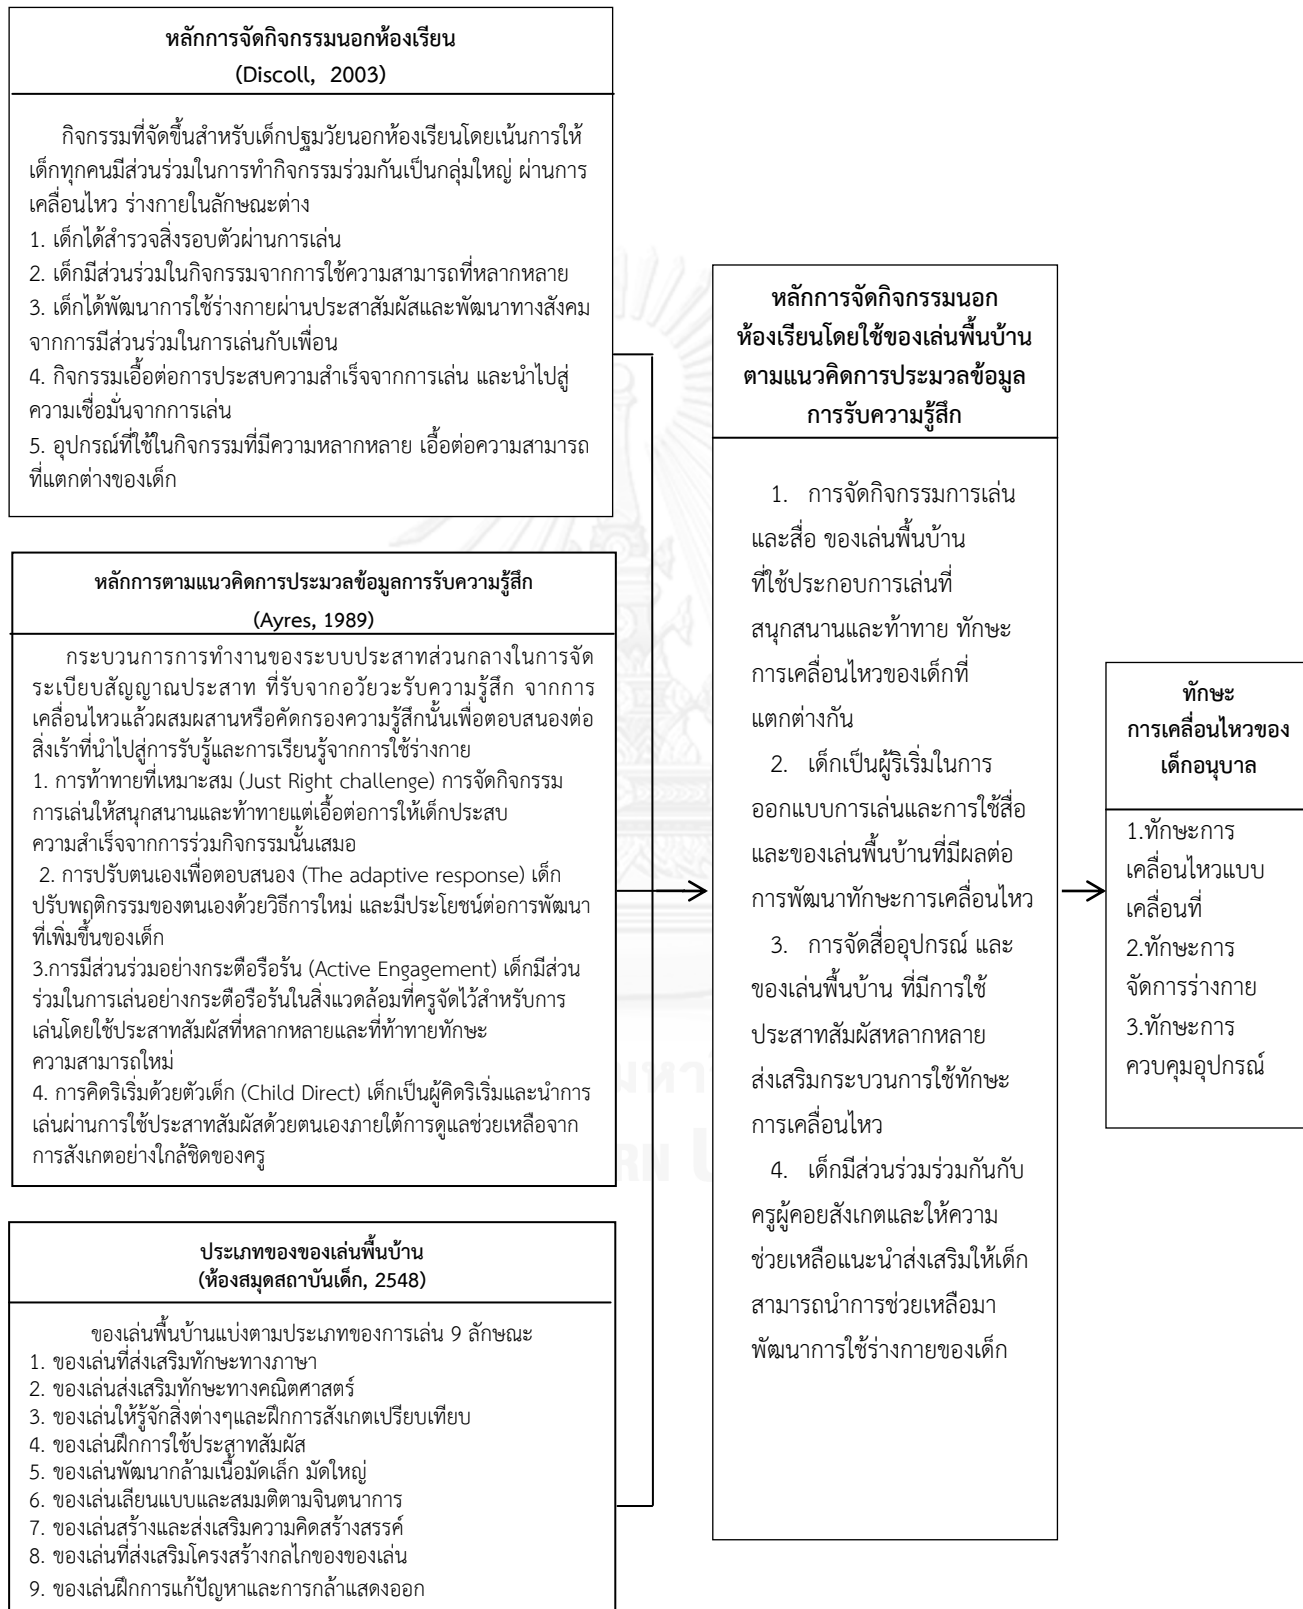 หลักการจัดกิจกรรมนอกห้องเรียน
(Discoll, 2003)
กิจกรรมที่จัดขึ้นสำหรับเด็กปฐมวัยนอกห้องเรียนโดยเน้นการให้
เด็กทุกคนมีส่วนร่วมในการทำกิจกรรมร่วมกันเป็นกลุ่มใหญ่ ผ่านการ
เคลื่อนไหว ร่างกายในลักษณะต่าง
1. เด็กได้สำรวจสิ่งรอบตัวผ่านการเล่น
2. เด็กมีส่วนร่วมในกิจกรรมจากการใช้ความสามารถที่หลากหลาย
3. เด็กได้พัฒนาการใช้ร่างกายผ่านประสาสัมผัสและพัฒนาทางสังคม
จากการมีส่วนร่วมในการเล่นกับเพื่อน
4. กิจกรรมเอื้อต่อการประสบความสำเร็จจากการเล่น และนำไปสู่
ความเชื่อมั่นจากการเล่น
5. อุปกรณ์ที่ใช้ในกิจกรรมที่มีความหลากหลาย เอื้อต่อความสามารถ
ที่แตกต่างของเด็ก
หลักการตามแนวคิดการประมวลข้อมูลการรับความรู้สึก
(Ayres, 1989)
กระบวนการการทำงานของระบบประสาทส่วนกลางในการจัด
ระเบียบสัญญาณประสาท ที่รับจากอวัยวะรับความรู้สึก จากการ
เคลื่อนไหวแล้วผสมผสานหรือคัดกรองความรู้สึกนั้นเพื่อตอบสนองต่อ
สิ่งเร้าที่นำไปสู่การรับรู้และการเรียนรู้จากการใช้ร่างกาย
1. การท้าทายที่เหมาะสม (Just Right challenge) การจัดกิจกรรม
การเล่นให้สนุกสนานและท้าทายแต่เอื้อต่อการให้เด็กประสบ
ความสำเร็จจากการร่วมกิจกรรมนั้นเสมอ
2. การปรับตนเองเพื่อตอบสนอง (The adaptive response) เด็ก
ปรับพฤติกรรมของตนเองด้วยวิธีการใหม่ และมีประโยชน์ต่อการพัฒนา
ที่เพิ่มขึ้นของเด็ก
3.การมีส่วนร่วมอย่างกระตือรือร้น (Active Engagement) เด็กมีส่วน
ร่วมในการเล่นอย่างกระตือรือร้นในสิ่งแวดล้อมที่ครูจัดไว้สำหรับการ
เล่นโดยใช้ประสาทสัมผัสที่หลากหลายและที่ท้าทายทักษะ
ความสามารถใหม่
4. การคิดริเริ่มด้วยตัวเด็ก (Child Direct) เด็กเป็นผู้คิดริเริ่มและนำการ
เล่นผ่านการใช้ประสาทสัมผัสด้วยตนเองภายใต้การดูแลช่วยเหลือจาก
การสังเกตอย่างใกล้ชิดของครู
ประเภทของของเล่นพื้นบ้าน
(ห้องสมุดสถาบันเด็ก, 2548)
ของเล่นพื้นบ้านแบ่งตามประเภทของการเล่น 9 ลักษณะ
1. ของเล่นที่ส่งเสริมทักษะทางภาษา
2. ของเล่นส่งเสริมทักษะทางคณิตศาสตร์
3. ของเล่นให้รู้จักสิ่งต่างๆและฝึกการสังเกตเปรียบเทียบ
4. ของเล่นฝึกการใช้ประสาทสัมผัส
5. ของเล่นพัฒนากล้ามเนื้อมัดเล็ก มัดใหญ่
6. ของเล่นเลียนแบบและสมมติตามจินตนาการ
7. ของเล่นสร้างและส่งเสริมความคิดสร้างสรรค์
8. ของเล่นที่ส่งเสริมโครงสร้างกลไกของของเล่น
9. ของเล่นฝึกการแก้ปัญหาและการกล้าแสดงออก
หลักการจัดกิจกรรมนอก
ห้องเรียนโดยใช้ของเล่นพื้นบ้าน
ตามแนวคิดการประมวลข้อมูล
การรับความรู้สึก
1. การจัดกิจกรรมการเล่น
และสื่อ ของเล่นพื้นบ้าน
ที่ใช้ประกอบการเล่นที่
สนุกสนานและท้าทาย ทักษะ
การเคลื่อนไหวของเด็กที่
แตกต่างกัน
2. เด็กเป็นผู้ริเริ่มในการ
ออกแบบการเล่นและการใช้สื่อ
และของเล่นพื้นบ้านที่มีผลต่อ
การพัฒนาทักษะการเคลื่อนไหว
3. การจัดสื่ออุปกรณ์ และ
ของเล่นพื้นบ้าน ที่มีการใช้
ประสาทสัมผัสหลากหลาย
ส่งเสริมกระบวนการใช้ทักษะ
การเคลื่อนไหว
4. เด็กมีส่วนร่วมร่วมกันกับ
ครูผู้คอยสังเกตและให้ความ
ช่วยเหลือแนะนำส่งเสริมให้เด็ก
สามารถนำการช่วยเหลือมา
พัฒนาการใช้ร่างกายของเด็ก
ทักษะ
การเคลื่อนไหวของ
เด็กอนุบาล
1.ทักษะการ
เคลื่อนไหวแบบ
เคลื่อนที่
2.ทักษะการ
จัดการร่างกาย
3.ทักษะการ
ควบคุมอุปกรณ์